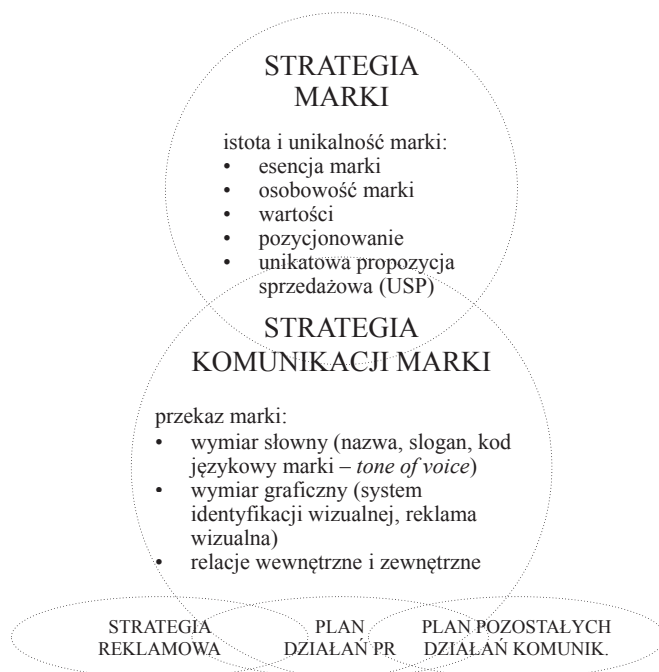 STRATEGIA
MARKI
istota i unikalność marki:
• esencja marki
• osobowość marki
• wartości
• pozycjonowanie
• unikatowa propozycja
sprzedażowa (USP)
STRATEGIA
KOMUNIKACJI MARKI
przekaz marki:
• wymiar słowny (nazwa, slogan, kod
językowy marki – tone of voice)
• wymiar graficzny (system
identyfikacji wizualnej, reklama
wizualna)
• relacje wewnętrzne i zewnętrzne
STRATEGIA
REKLAMOWA
PLAN
DZIAŁAŃ PR
PLAN POZOSTAŁYCH
DZIAŁAŃ KOMUNIK.